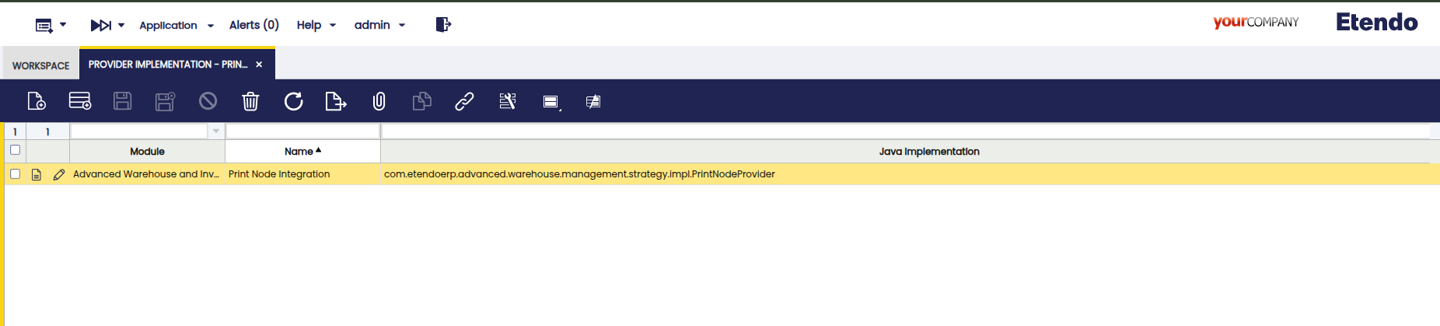 Application Alerts (0) Help admin yourCOMPANY Etendo
WORKSPACE PROVIDER IMPLEMENTATION - PRIN... ×
1 1
Module Name Java Implementation
Advanced Warehouse and Inv... Print Node Integration com.etendoerp.advanced.warehouse.management.strategy.impl.PrintNodeProvider